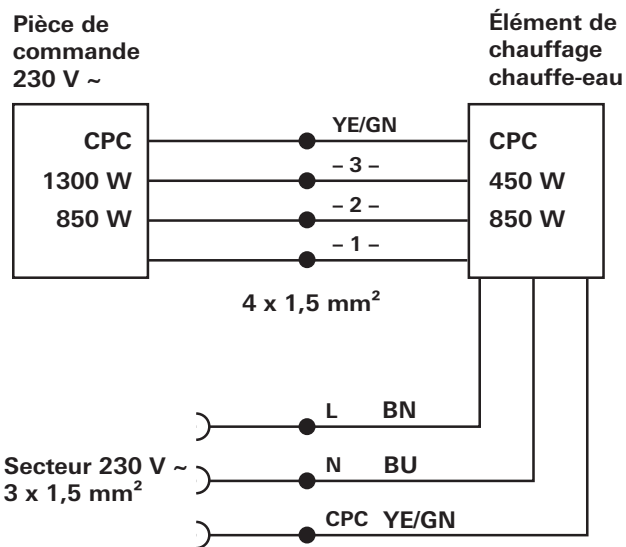 Pièce de
commande
230 V ~
Élément de
chauffage
chauffe-eau
CPC
1300 W
850 W
YE/GN
– 3 –
– 2 –
– 1 –
CPC
450 W
850 W
4 x 1,5 mm²
L BN
Secteur 230 V ~
3 x 1,5 mm²
N BU
CPC YE/GN